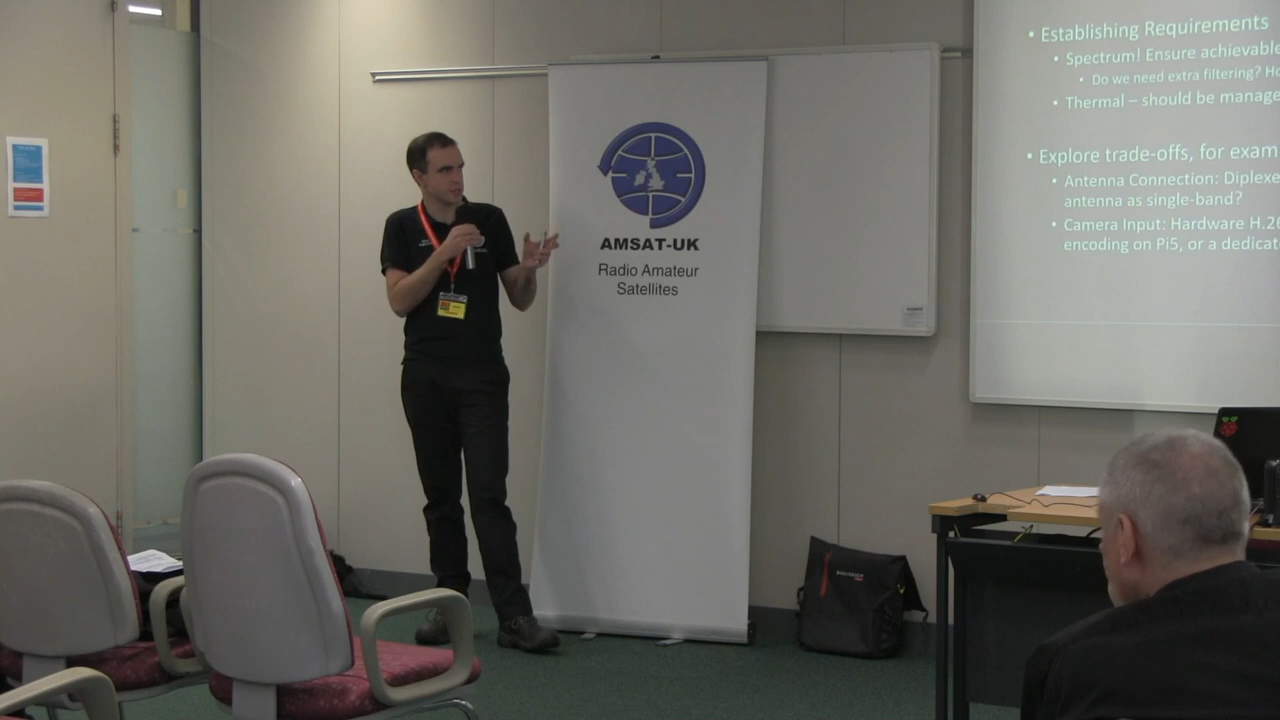 AMSAT-UK
Radio Amateur
Satellites
• Establishing Requirements
• Spectrum! Ensure achievable
• Do we need extra filtering?
• Thermal – should be manage
• Explore trade-offs, for exam
• Antenna Connection: Diplexe
antenna as single-band?
• Camera Input: Hardware H.26
encoding on Pi5, or a dedicate